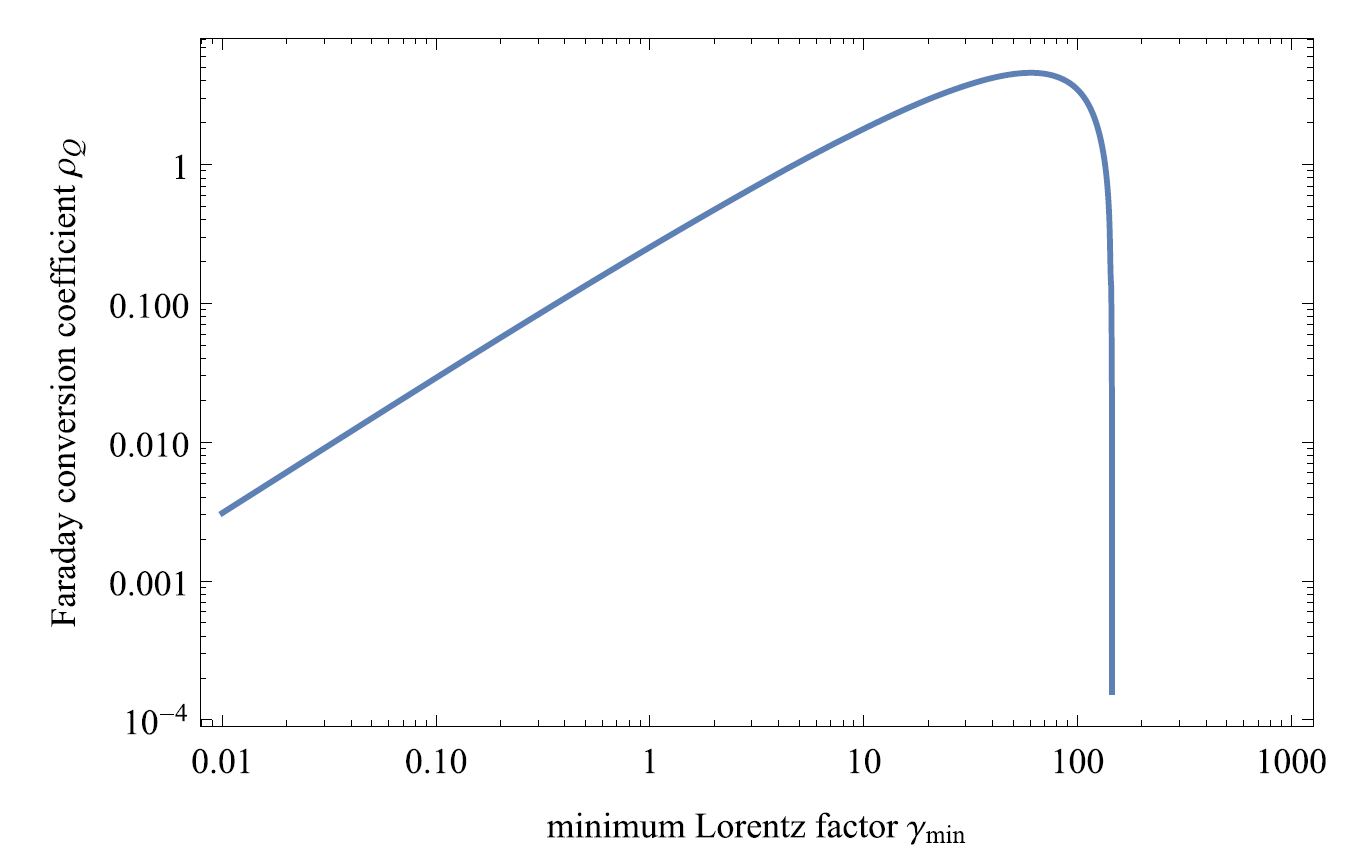 Faraday conversion coefficient ρQ
1
0.100
0.010
0.001
10−4
0.01 0.10 1 10 100 1000
minimum Lorentz factor γmin